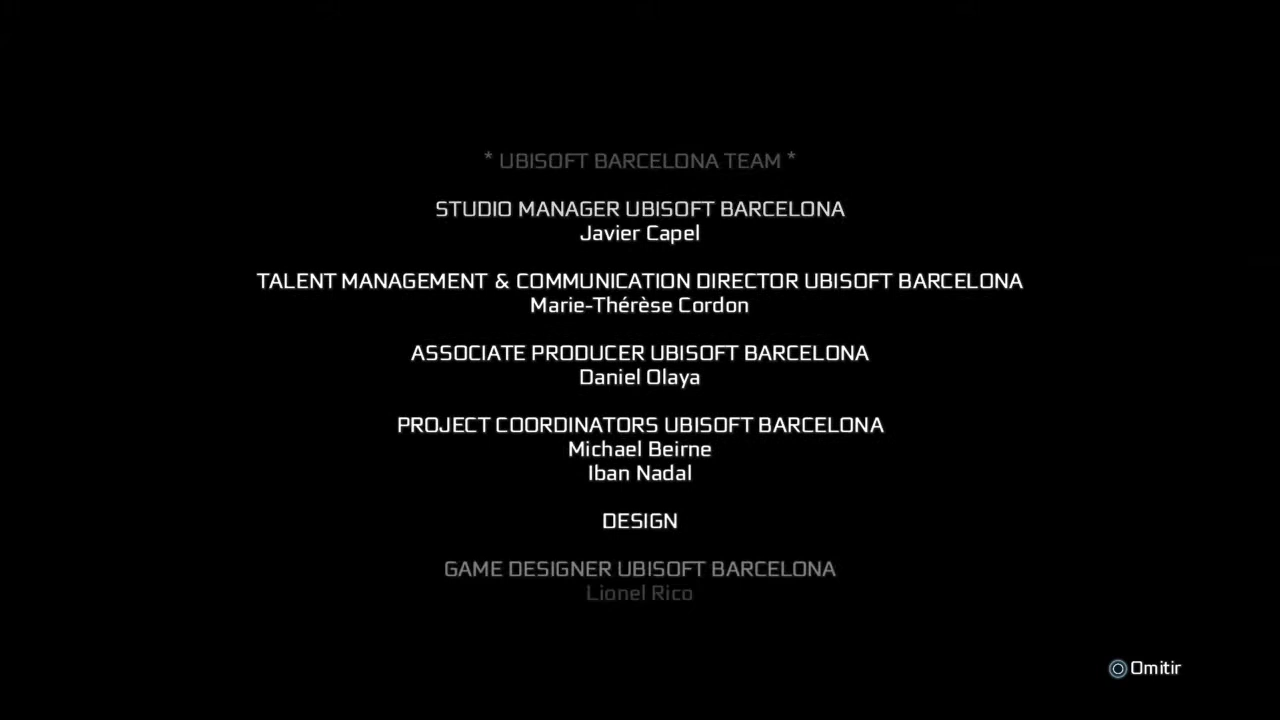 * UBISOFT BARCELONA TEAM *
STUDIO MANAGER UBISOFT BARCELONA
Javier Capel
TALENT MANAGEMENT & COMMUNICATION DIRECTOR UBISOFT BARCELONA
Marie-Thérèse Cordon
ASSOCIATE PRODUCER UBISOFT BARCELONA
Daniel Olaya
PROJECT COORDINATORS UBISOFT BARCELONA
Michael Beirne
Iban Nadal
DESIGN
GAME DESIGNER UBISOFT BARCELONA
Lionel Rico
Omitir